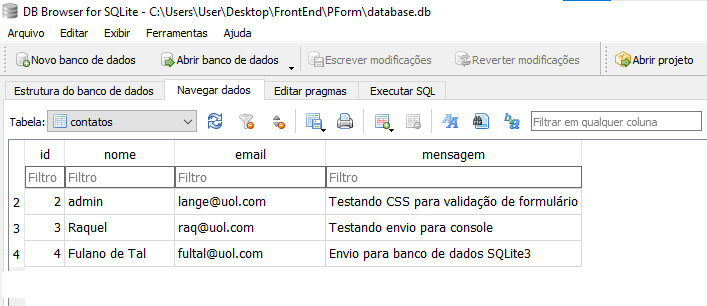 DB Browser for SQLite - C:\Users\User\Desktop\FrontEnd\PForm\database.db
Arquivo Editar Exibir Ferramentas Ajuda
Novo banco de dados Abrir banco de dados Escrever modificações Reverter modificações Abrir projeto
Estrutura do banco de dados Navegar dados Editar pragmas Executar SQL
Tabela: contatos Filtrar em qualquer coluna
id nome email mensagem
Filtro Filtro Filtro Filtro
2 2 admin lange@uol.com Testando CSS para validação de formulário
3 3 Raquel raq@uol.com Testando envio para console
4 4 Fulano de Tal fultal@uol.com Envio para banco de dados SQLite3